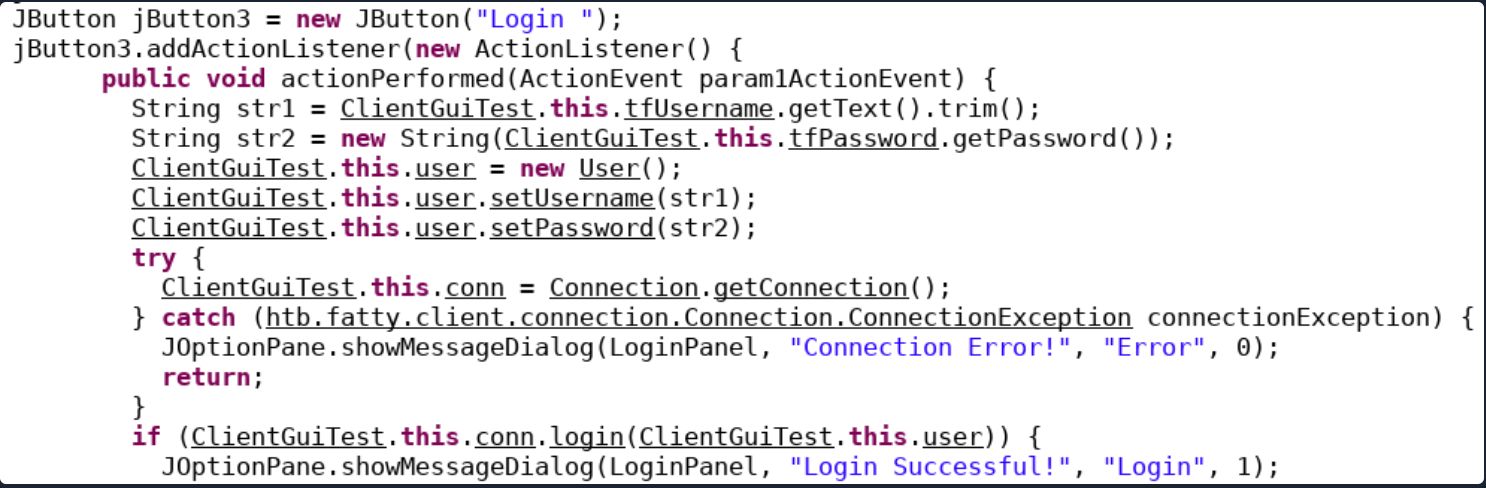 JButton jButton3 = new JButton("Login ");
jButton3.addActionListener(new ActionListener() {
      public void actionPerformed(ActionEvent param1ActionEvent) {
        String str1 = ClientGuiTest.this.tfUsername.getText().trim();
        String str2 = new String(ClientGuiTest.this.tfPassword.getPassword());
        ClientGuiTest.this.user = new User();
        ClientGuiTest.this.user.setUsername(str1);
        ClientGuiTest.this.user.setPassword(str2);
        try {
          ClientGuiTest.this.conn = Connection.getConnection();
        } catch (htb.fatty.client.connection.Connection.ConnectionException connectionException) {
          JOptionPane.showMessageDialog(LoginPanel, "Connection Error!", "Error", 0);
          return;
        }
        if (ClientGuiTest.this.conn.login(ClientGuiTest.this.user)) {
          JOptionPane.showMessageDialog(LoginPanel, "Login Successful!", "Login", 1);